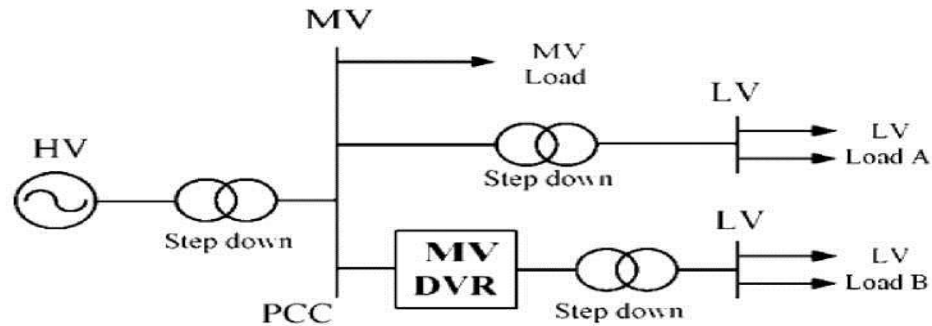 MV
MV
Load
LV
LV
Load A
HV
Step down
Step down
LV
MV
DVR
LV
Load B
Step down
PCC